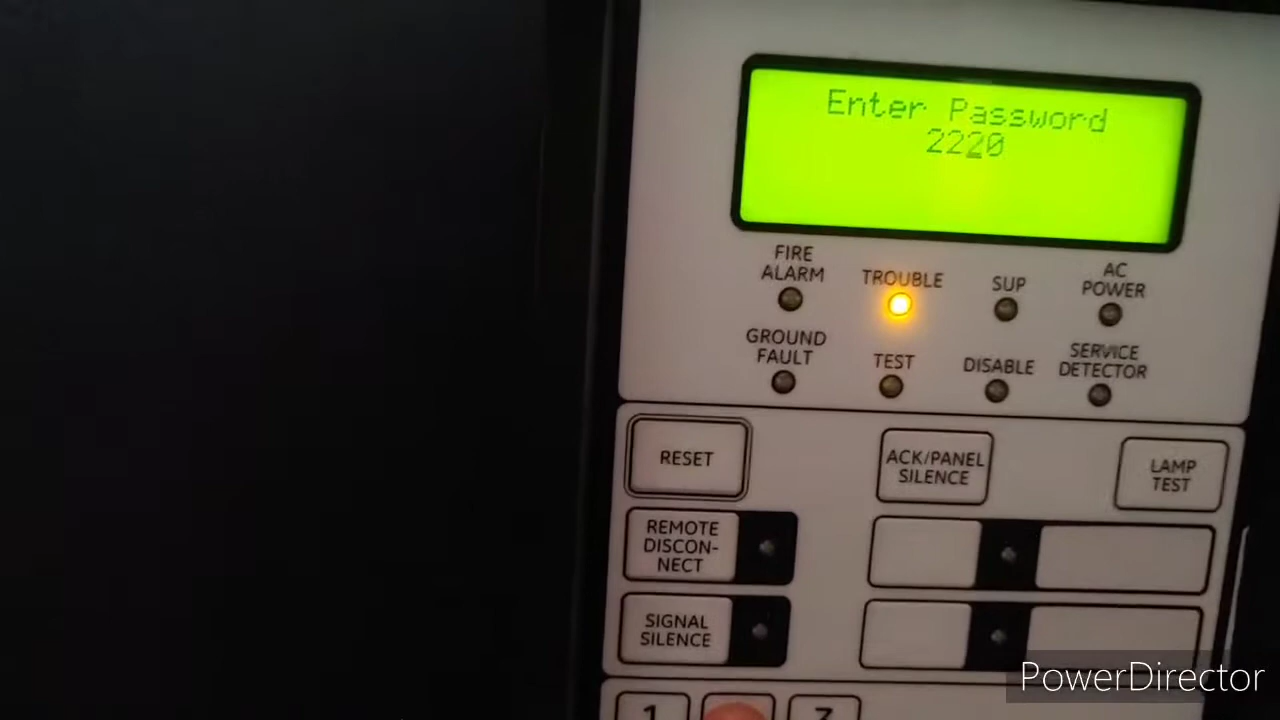 Enter Password
2220
FIRE
ALARM
TROUBLE
SUP
AC
POWER
GROUND
FAULT
TEST
DISABLE
SERVICE
DETECTOR
RESET
ACK/PANEL
SILENCE
LAMP
TEST
REMOTE
DISCON-
NECT
SIGNAL
SILENCE
1
3
PowerDirector